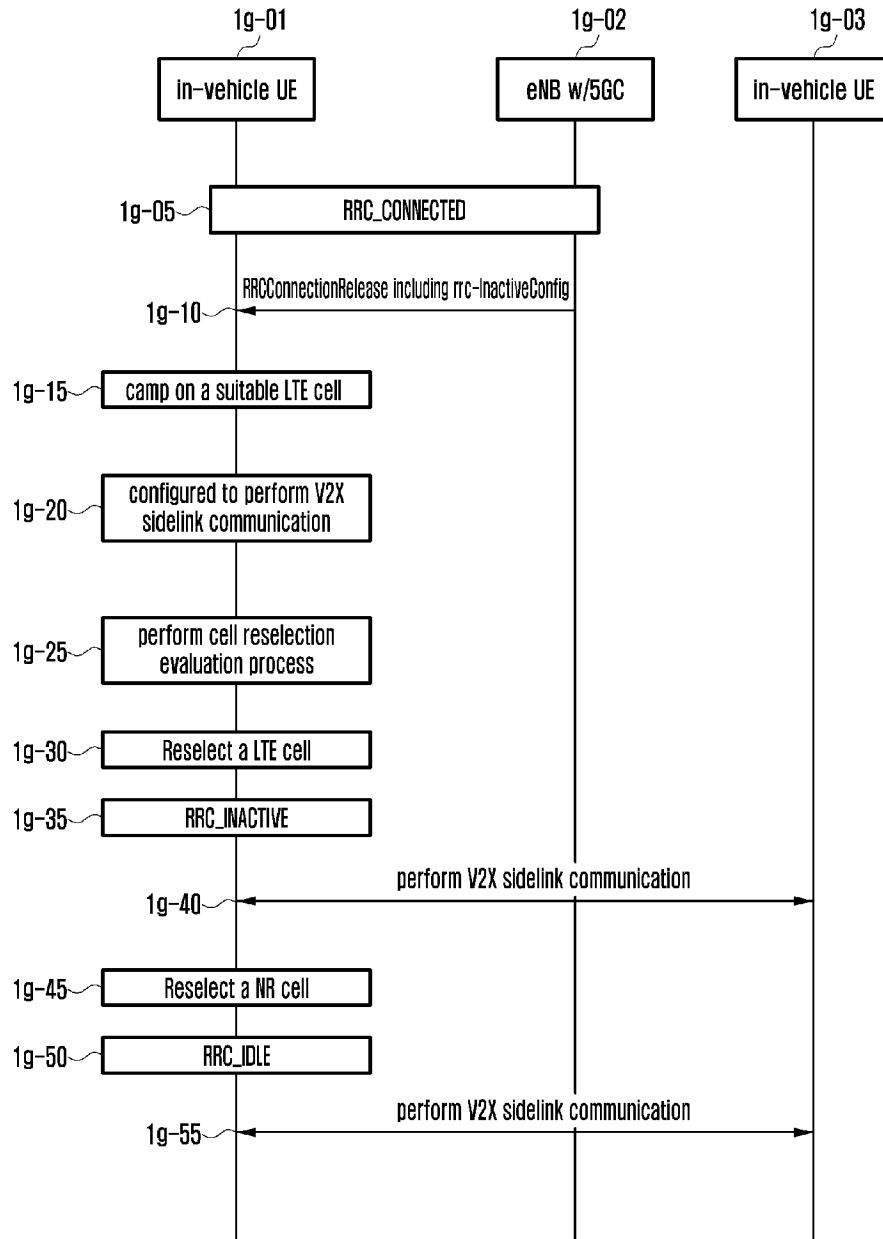 1g-01
1g-02
1g-03
in-vehicle UE
eNB w/5GC
in-vehicle UE
1g-05
RRC_CONNECTED
RRCConnectionRelease including rrc-InactiveConfig
1g-10
1g-15
camp on a suitable LTE cell
1g-20
configured to perform V2X
sidelink communication
1g-25
perform cell reselection
evaluation process
1g-30
Reselect a LTE cell
1g-35
RRC_INACTIVE
perform V2X sidelink communication
1g-40
1g-45
Reselect a NR cell
1g-50
RRC_IDLE
perform V2X sidelink communication
1g-55